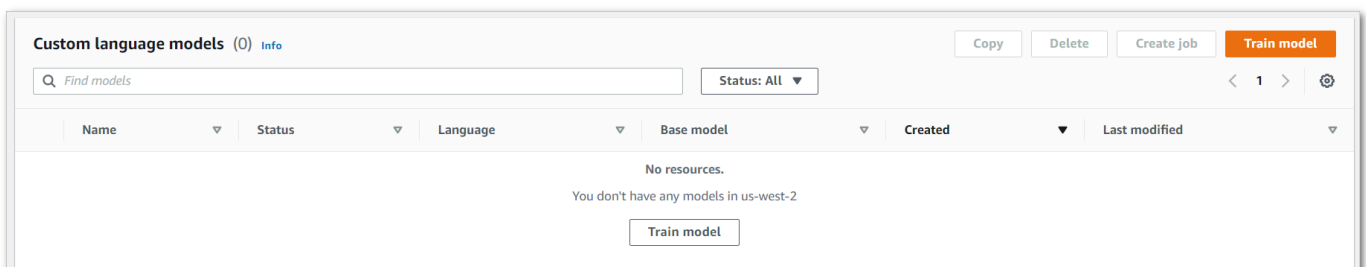 Custom language models (0) Info
Copy Delete Create job Train model
Find models
Status: All
1
Name Status Language Base model Created Last modified
No resources.
You don't have any models in us-west-2
Train model